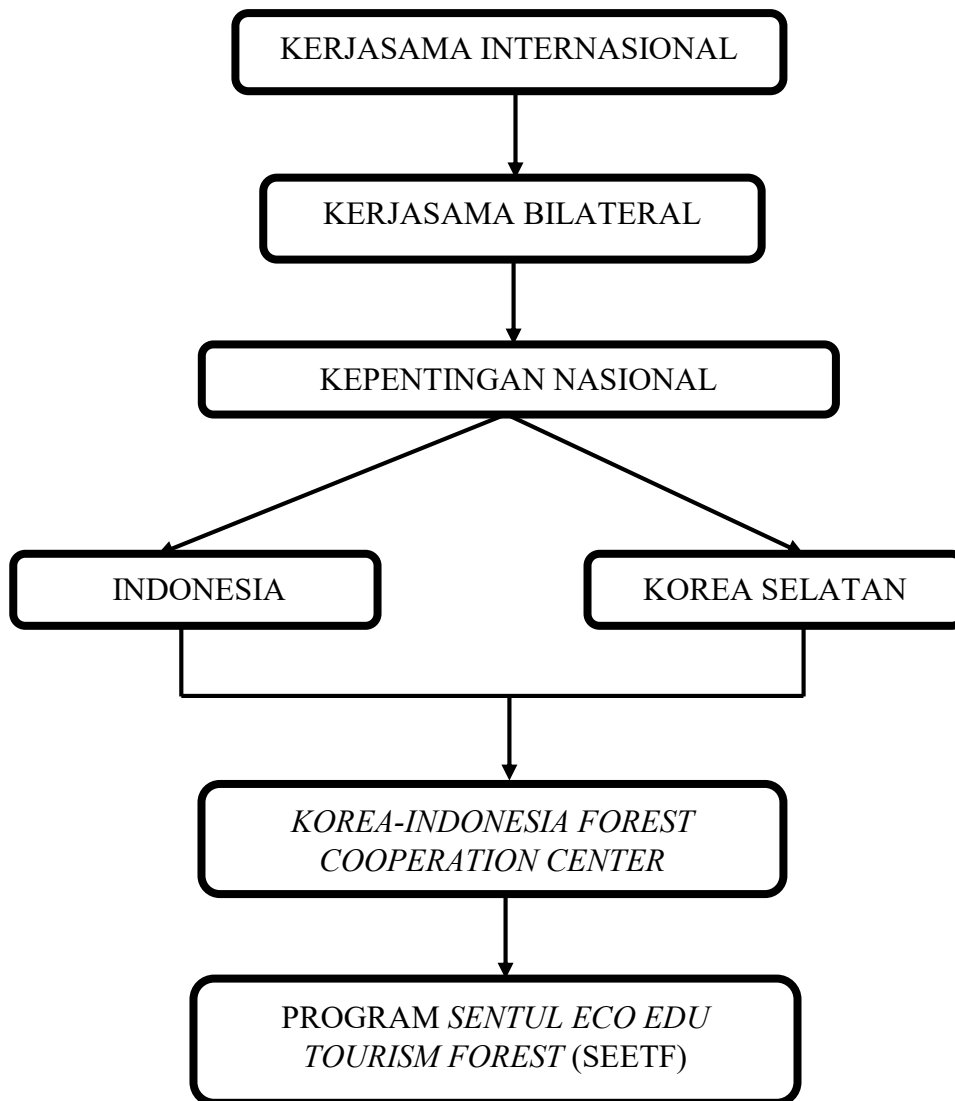 KERJASAMA INTERNASIONAL
KERJASAMA BILATERAL
KEPENTINGAN NASIONAL
INDONESIA
KOREA SELATAN
KOREA-INDONESIA FOREST
COOPERATION CENTER
PROGRAM SENTUL ECO EDU
TOURISM FOREST (SEETF)